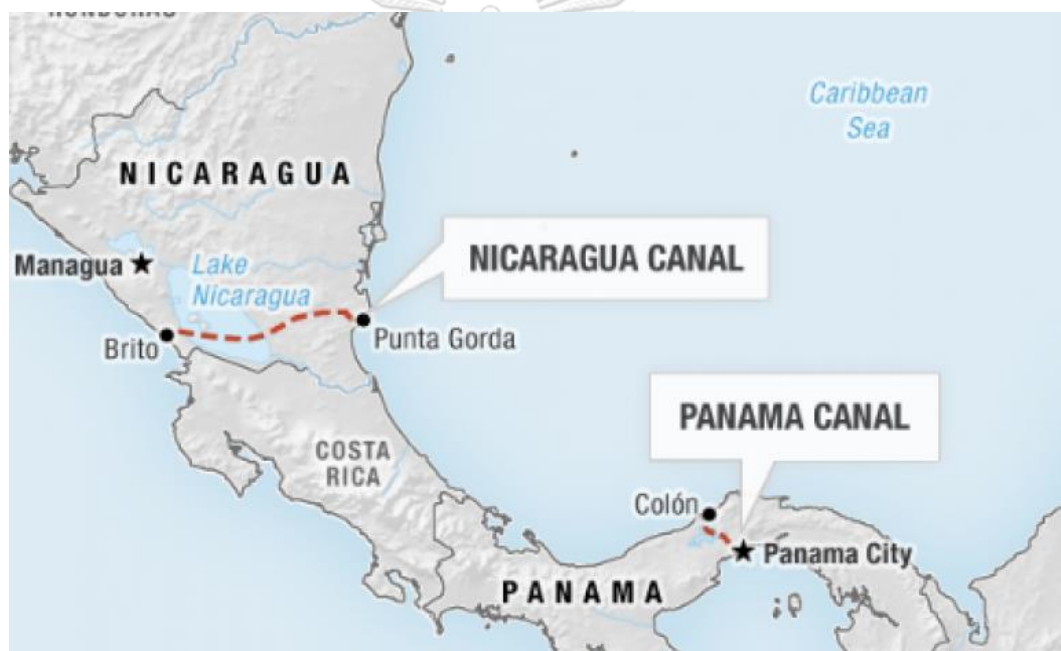 HONDURAS
Caribbean
Sea
NICARAGUA
NICARAGUA CANAL
Managua
Lake
Nicaragua
Brito
Punta Gorda
PANAMA CANAL
COSTA
RICA
Colón
Panama City
PANAMA